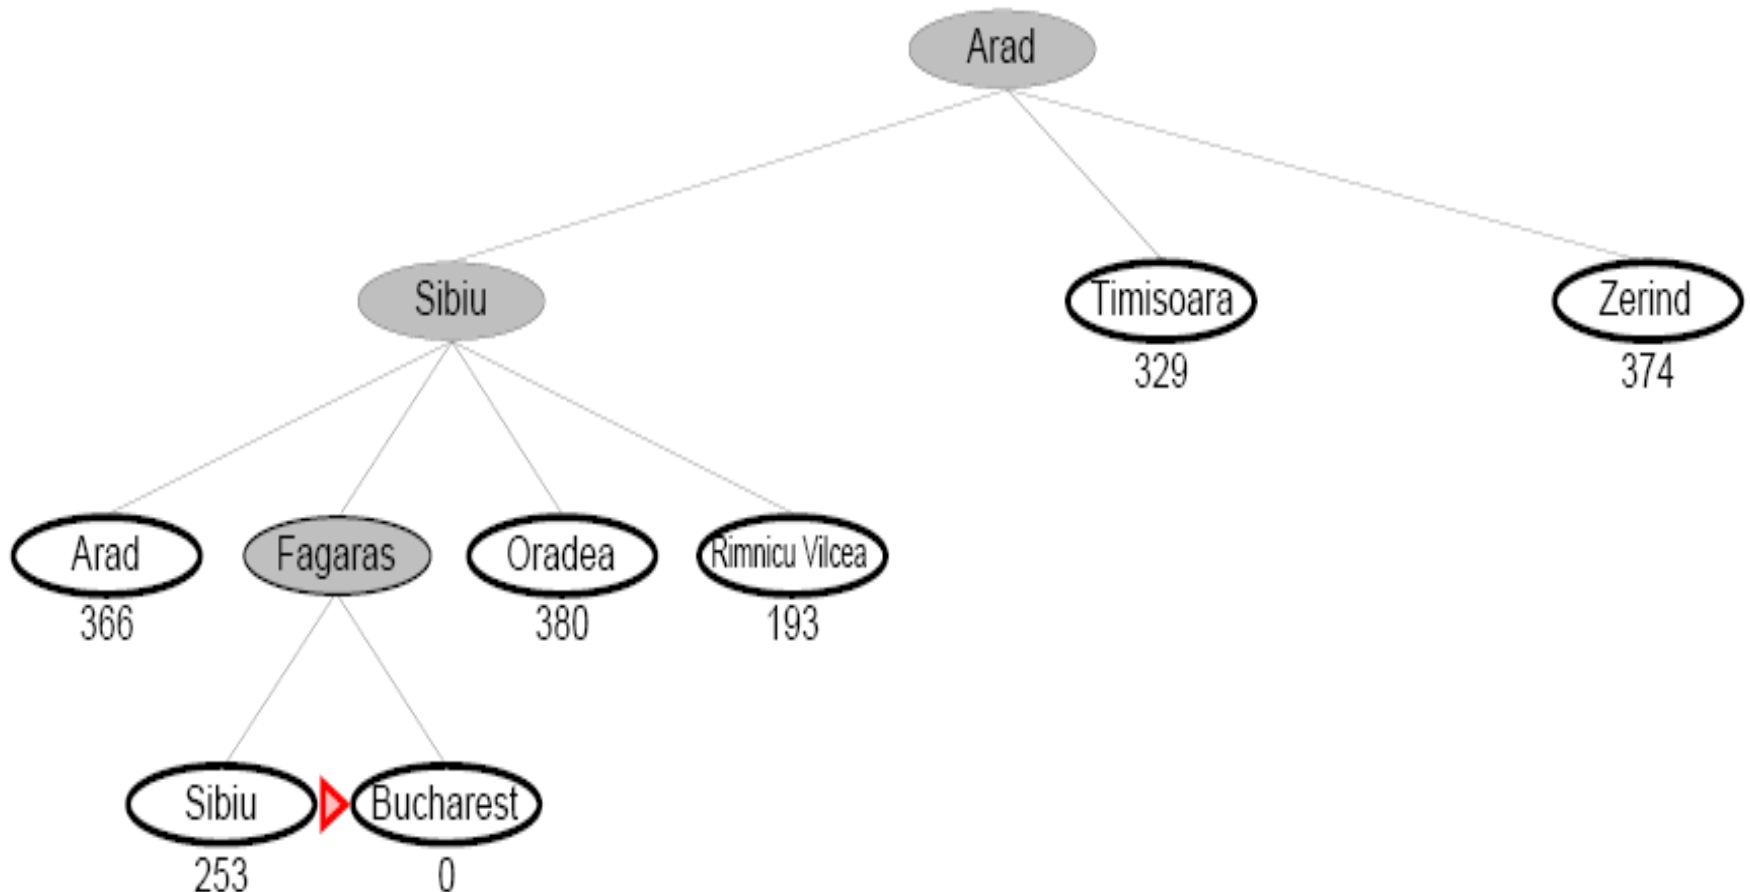 Arad
Sibiu
Timisoara
Zerind
329
374
Arad
Fagaras
Oradea
Rimnicu Vilcea
366
380
193
Sibiu
Bucharest
253
0